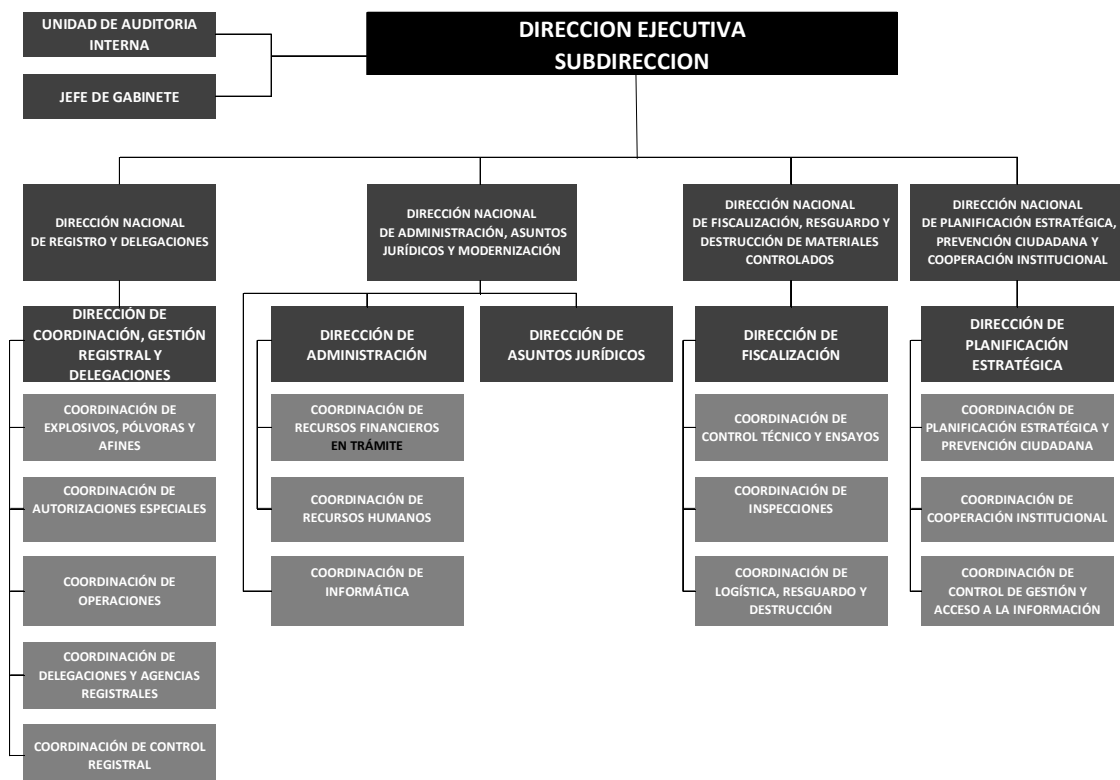 UNIDAD DE AUDITORIA
INTERNA
JEFE DE GABINETE
DIRECCION EJECUTIVA
SUBDIRECCION
DIRECCIÓN NACIONAL
DE REGISTRO Y DELEGACIONES
DIRECCIÓN NACIONAL
DE ADMINISTRACIÓN, ASUNTOS
JURÍDICOS Y MODERNIZACIÓN
DIRECCIÓN NACIONAL
DE FISCALIZACIÓN, RESGUARDO Y
DESTRUCCIÓN DE MATERIALES
CONTROLADOS
DIRECCIÓN NACIONAL
DE PLANIFICACIÓN ESTRATÉGICA,
PREVENCIÓN CIUDADANA Y
COOPERACIÓN INSTITUCIONAL
DIRECCIÓN DE
COORDINACIÓN, GESTIÓN
REGISTRAL Y
DELEGACIONES
DIRECCIÓN DE
ADMINISTRACIÓN
DIRECCIÓN DE
ASUNTOS JURÍDICOS
DIRECCIÓN DE
FISCALIZACIÓN
DIRECCIÓN DE
PLANIFICACIÓN
ESTRATÉGICA
COORDINACIÓN DE
EXPLOSIVOS, PÓLVORAS Y
AFINES
COORDINACIÓN DE
RECURSOS FINANCIEROS
EN TRÁMITE
COORDINACIÓN DE
CONTROL TÉCNICO Y ENSAYOS
COORDINACIÓN DE
PLANIFICACIÓN ESTRATÉGICA Y
PREVENCIÓN CIUDADANA
COORDINACIÓN DE
AUTORIZACIONES ESPECIALES
COORDINACIÓN DE
RECURSOS HUMANOS
COORDINACIÓN DE
INSPECCIONES
COORDINACIÓN DE
COOPERACIÓN INSTITUCIONAL
COORDINACIÓN DE
OPERACIONES
COORDINACIÓN DE
INFORMÁTICA
COORDINACIÓN DE
LOGÍSTICA, RESGUARDO Y
DESTRUCCIÓN
COORDINACIÓN DE
CONTROL DE GESTIÓN Y
ACCESO A LA INFORMACIÓN
COORDINACIÓN DE
DELEGACIONES Y AGENCIAS
REGISTRALES
COORDINACIÓN DE CONTROL
REGISTRAL